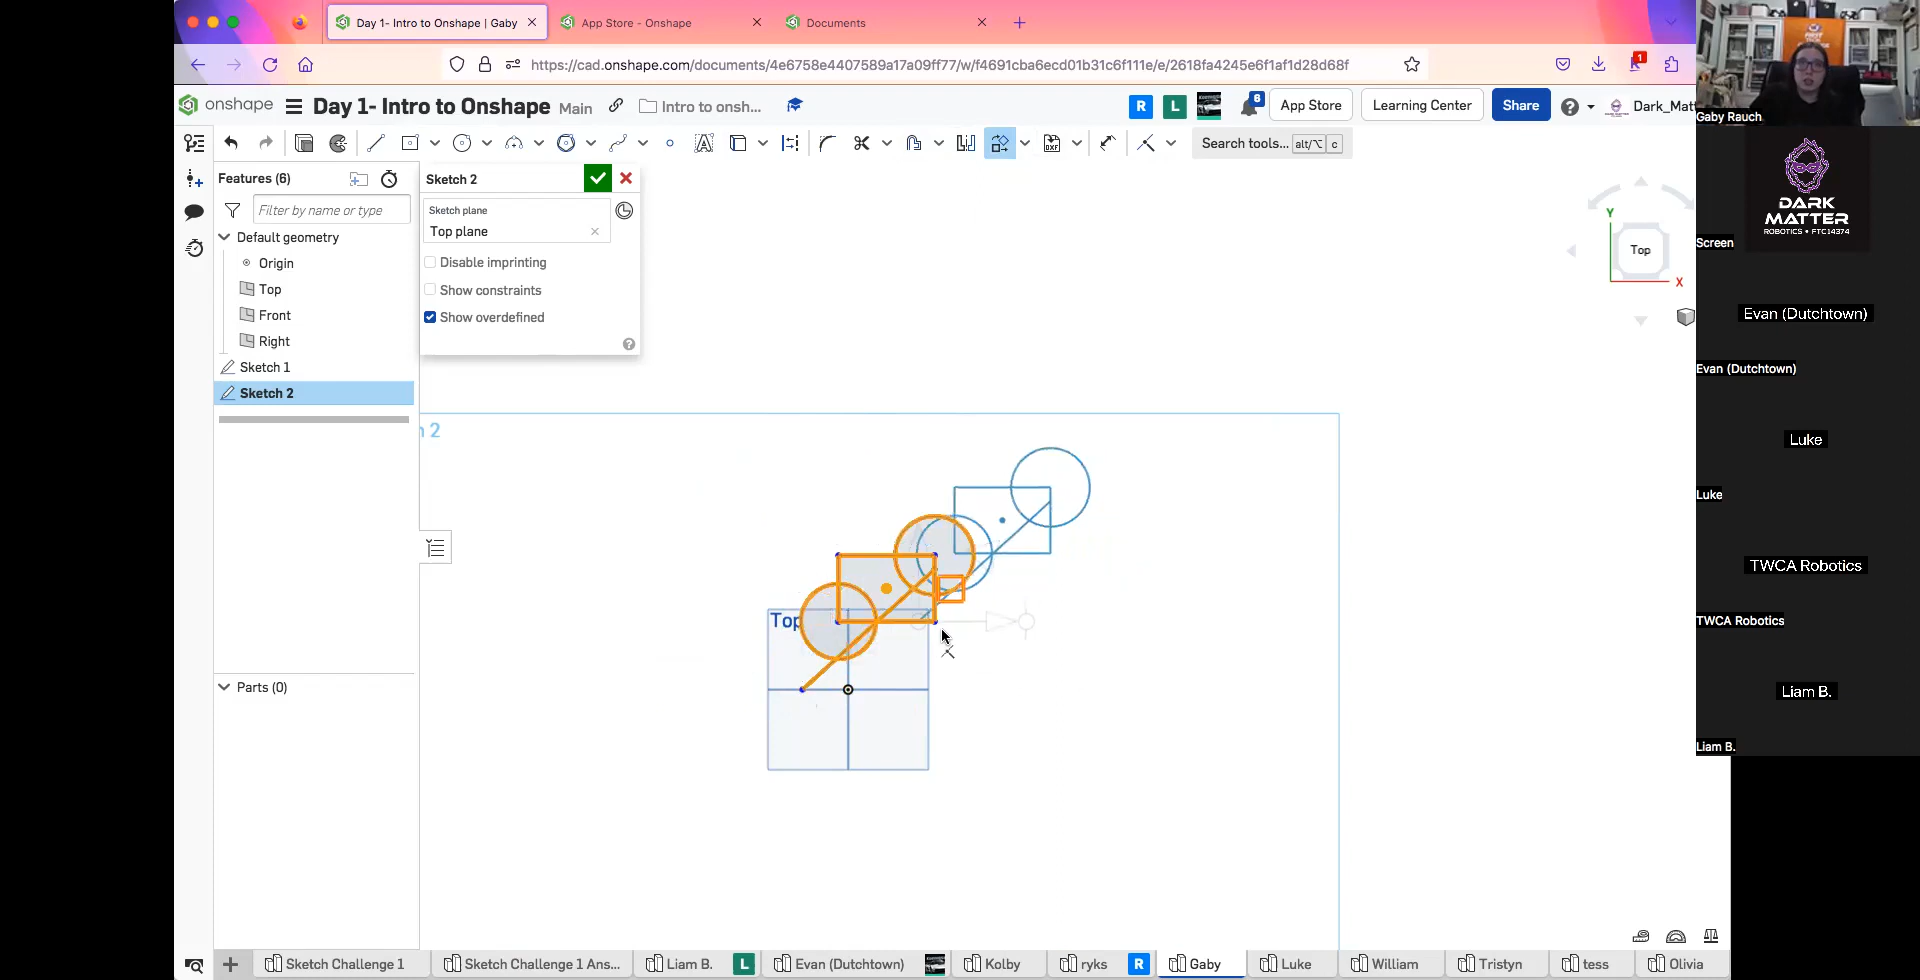 Day 1- Intro to Onshape | Gaby
App Store - Onshape
Documents
https://cad.onshape.com/documents/4e6758e4407589a17a09ff77/w/f4691cba6ecd01b31c6f111e/e/2618fa4245e6f1af1d28d68f
1
onshape
Day 1- Intro to Onshape Main
Intro to onsh...
R
L
6
App Store
Learning Center
Share
Dark_Matt
Gaby Rauch
Search tools... alt/⌥ c
Features (6)
Filter by name or type
Default geometry
Origin
Top
Front
Right
Sketch 1
Sketch 2
Parts (0)
Sketch 2
Sketch plane
Top plane
Disable imprinting
Show constraints
Show overdefined
h 2
Top
Y
Top
X
DARK
MATTER
ROBOTICS • FTC14374
Screen
Evan (Dutchtown)
Evan (Dutchtown)
Luke
Luke
TWCA Robotics
TWCA Robotics
Liam B.
Liam B.
Sketch Challenge 1
Sketch Challenge 1 Ans...
Liam B.
L
Evan (Dutchtown)
Kolby
ryks
R
Gaby
Luke
William
Tristyn
tess
Olivia